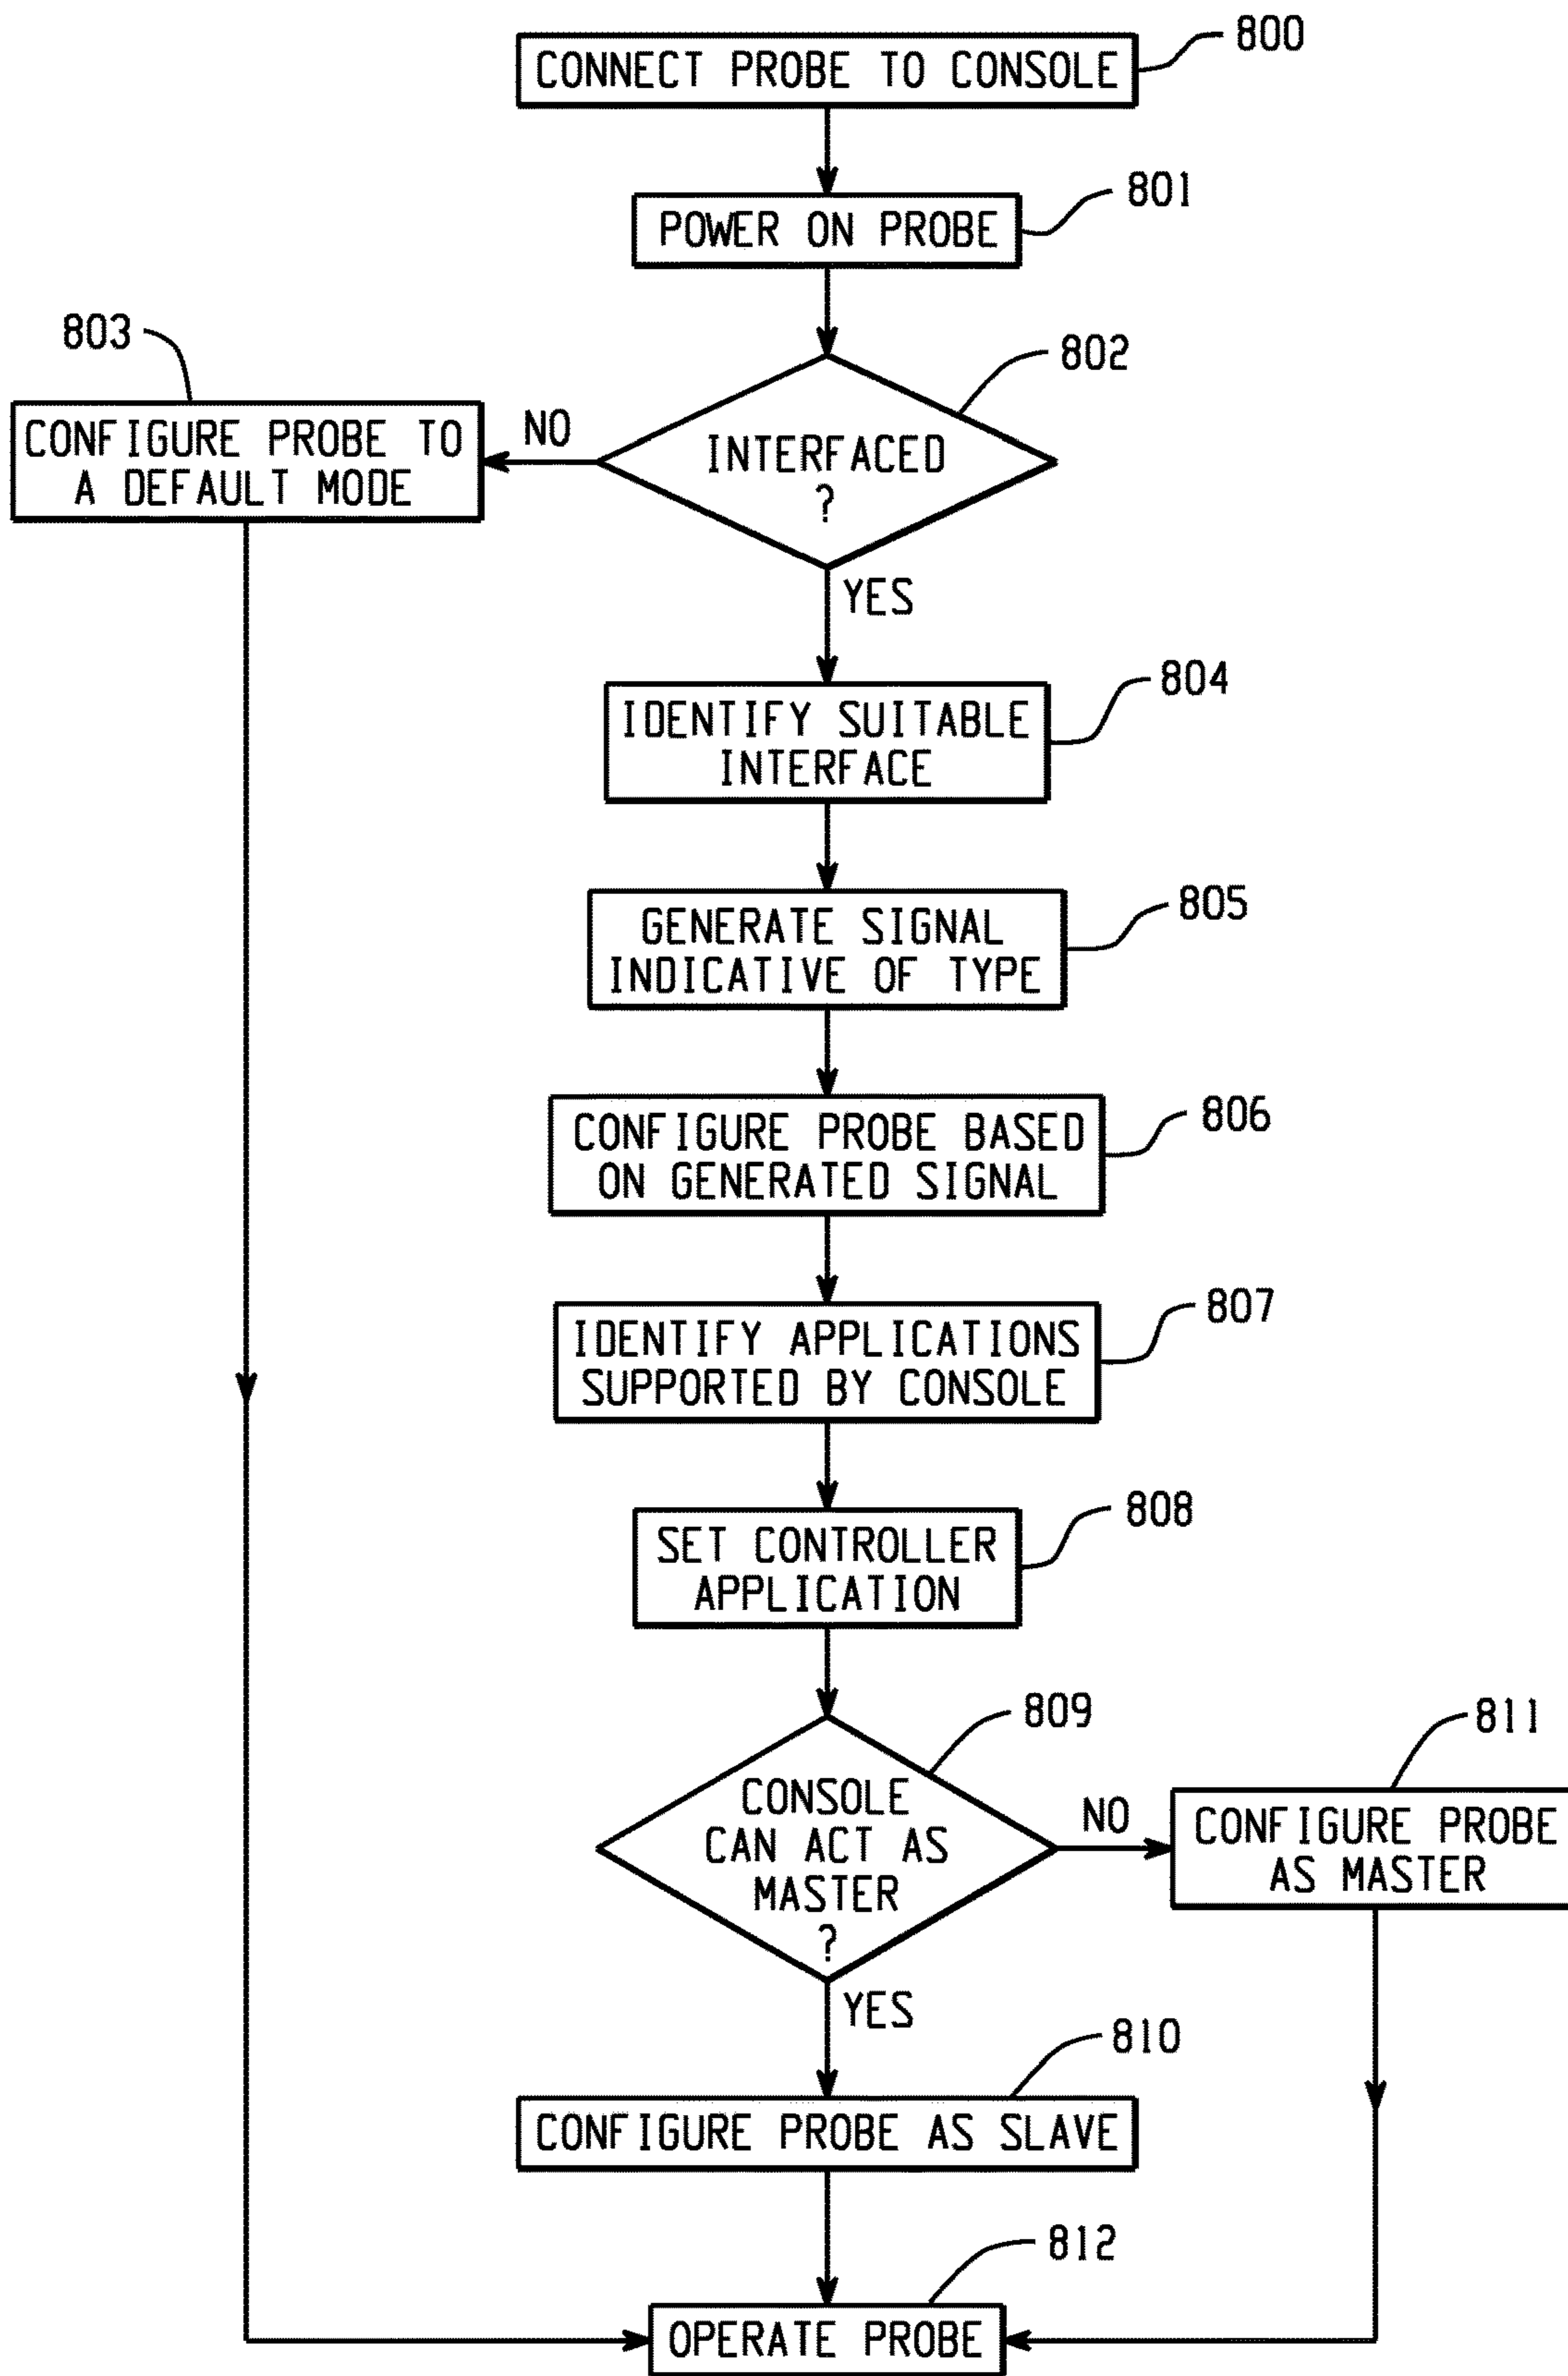 800
CONNECT PROBE TO CONSOLE
801
POWER ON PROBE
802
INTERFACED
?
NO
803
CONFIGURE PROBE TO
A DEFAULT MODE
YES
804
IDENTIFY SUITABLE
INTERFACE
805
GENERATE SIGNAL
INDICATIVE OF TYPE
806
CONFIGURE PROBE BASED
ON GENERATED SIGNAL
807
IDENTIFY APPLICATIONS
SUPPORTED BY CONSOLE
808
SET CONTROLLER
APPLICATION
809
CONSOLE
CAN ACT AS
MASTER
?
NO
811
CONFIGURE PROBE
AS MASTER
YES
810
CONFIGURE PROBE AS SLAVE
812
OPERATE PROBE